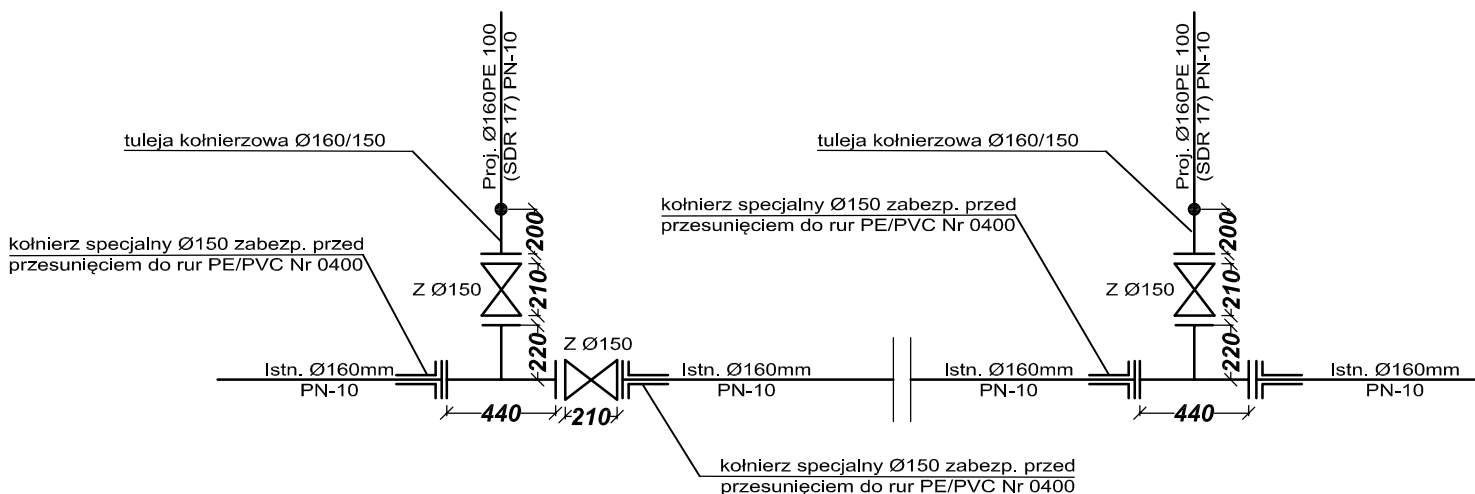 Proj. Ø160PE 100
(SDR 17) PN-10
tuleja kołnierzowa Ø160/150
kołnierz specjalny Ø150 zabezp. przed
przesunięciem do rur PE/PVC Nr 0400
200
210
220
Z Ø150
Z Ø150
Istn. Ø160mm
PN-10
440
210
Istn. Ø160mm
PN-10
kołnierz specjalny Ø150 zabezp. przed
przesunięciem do rur PE/PVC Nr 0400
Proj. Ø160PE 100
(SDR 17) PN-10
tuleja kołnierzowa Ø160/150
kołnierz specjalny Ø150 zabezp. przed
przesunięciem do rur PE/PVC Nr 0400
200
210
220
Z Ø150
Istn. Ø160mm
PN-10
440
Istn. Ø160mm
PN-10